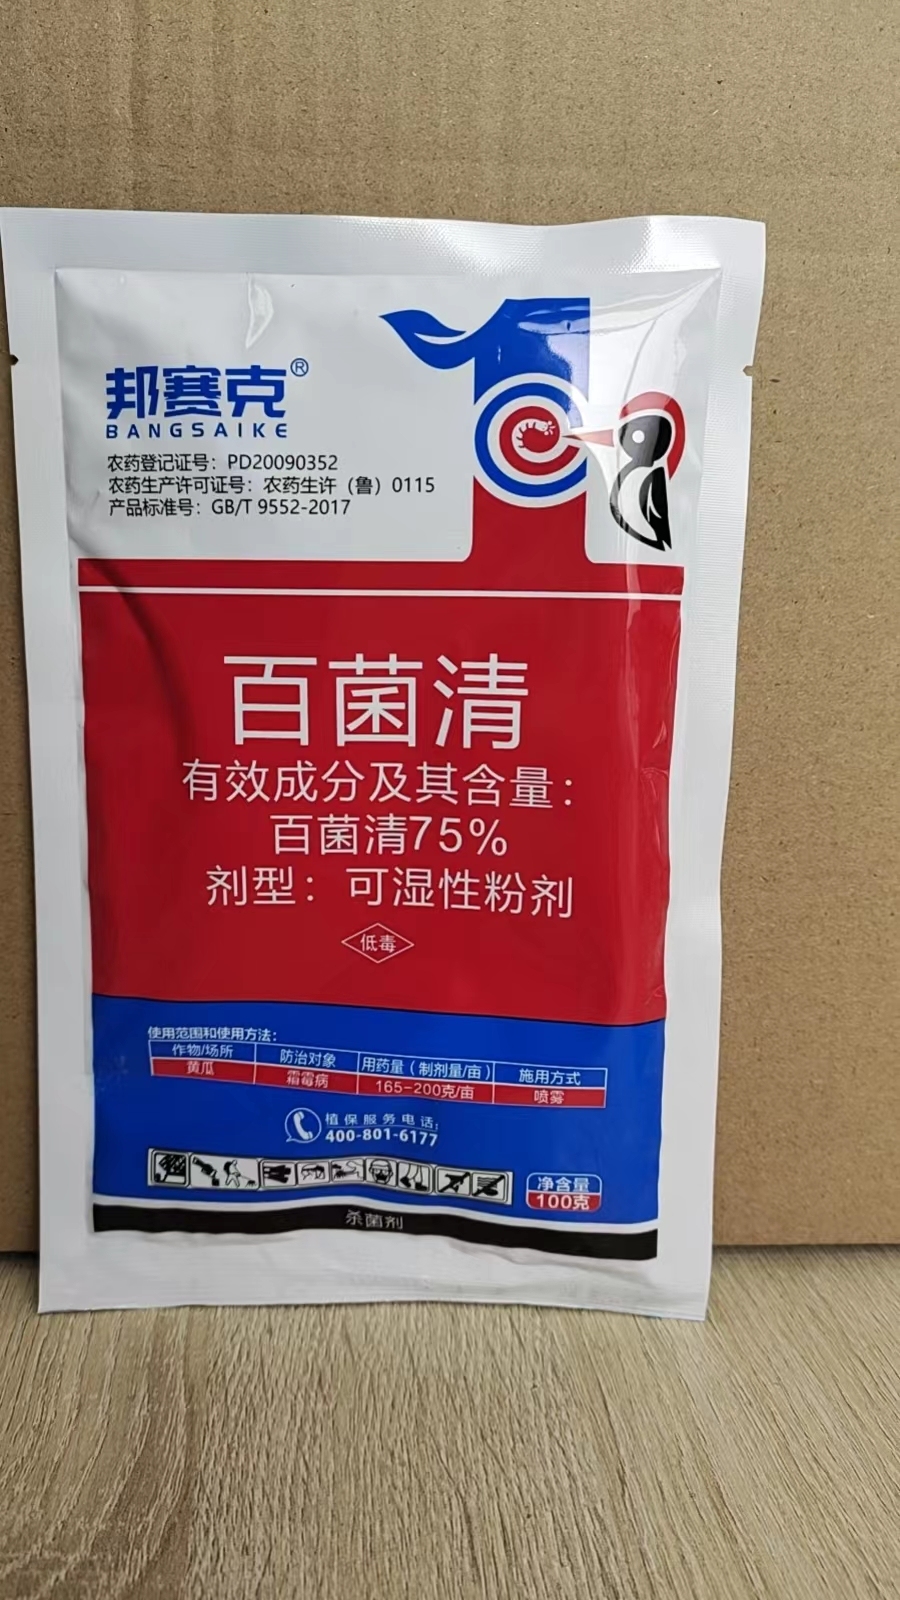 邦赛克®
BANGSAIKE
农药登记证号：PD20090352
农药生产许可证号：农药生许（鲁）0115
产品标准号：GB/T 9552-2017
百菌清
有效成分及其含量：
百菌清75%
剂型：可湿性粉剂
低毒
使用范围和使用方法：
作物/场所 防治对象 用药量（制剂量/亩） 施用方式
黄瓜 霜霉病 165-200克/亩 喷雾
植保服务电话：
400-801-6177
净含量
100克
杀菌剂